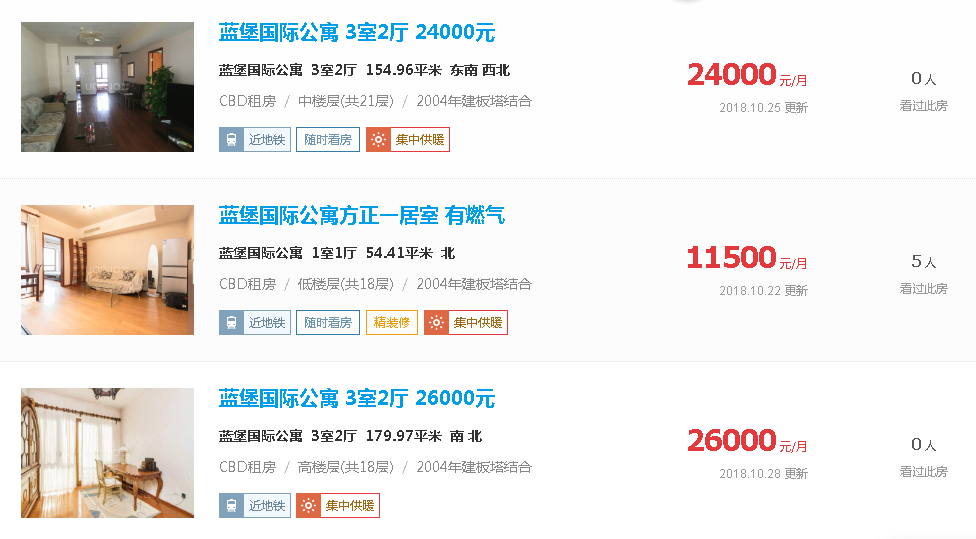 蓝堡国际公寓 3室2厅 24000元
蓝堡国际公寓 3室2厅 154.96平米 东南 西北
CBD租房 / 中楼层(共21层) / 2004年建板塔结合
近地铁 随时看房 集中供暖
24000 元/月
2018.10.25 更新
0 人
看过此房
蓝堡国际公寓方正一居室 有燃气
蓝堡国际公寓 1室1厅 54.41平米 北
CBD租房 / 低楼层(共18层) / 2004年建板塔结合
近地铁 随时看房 精装修 集中供暖
11500 元/月
2018.10.22 更新
5 人
看过此房
蓝堡国际公寓 3室2厅 26000元
蓝堡国际公寓 3室2厅 179.97平米 南 北
CBD租房 / 高楼层(共18层) / 2004年建板塔结合
近地铁 集中供暖
26000 元/月
2018.10.28 更新
0 人
看过此房